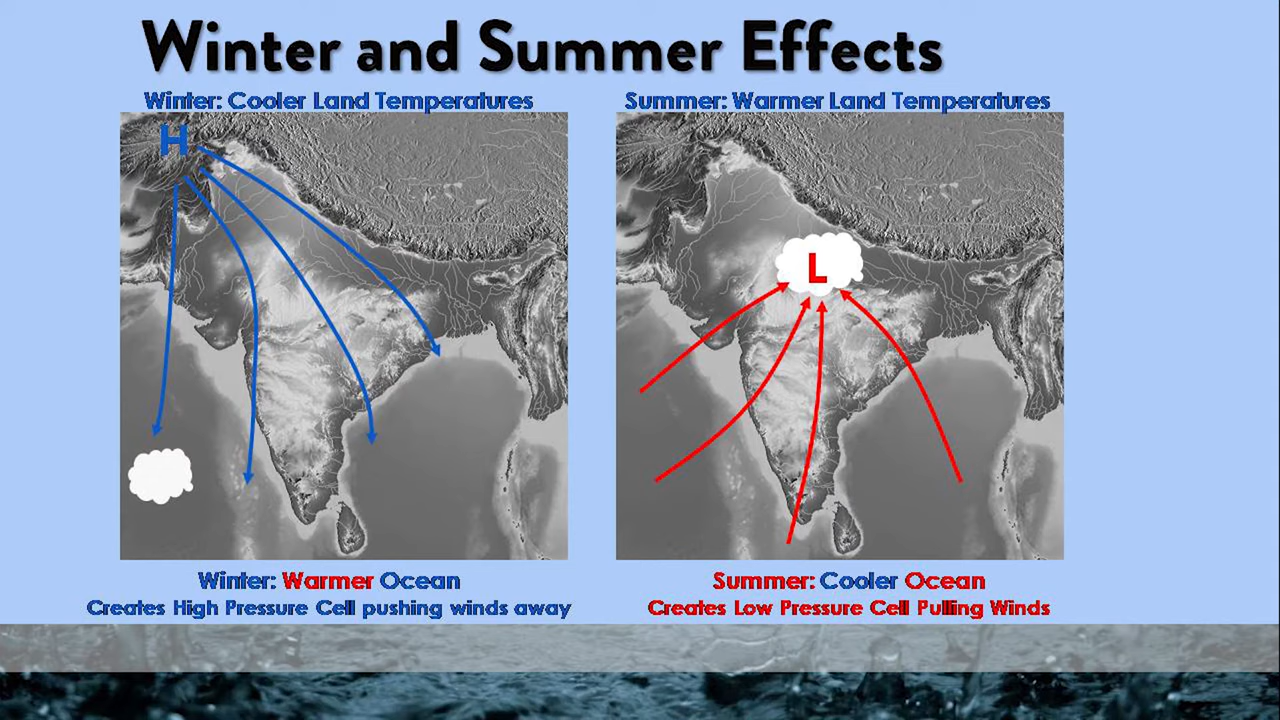 Winter and Summer Effects
Winter: Cooler Land Temperatures
H
Winter: Warmer Ocean
Creates High Pressure Cell pushing winds away
Summer: Warmer Land Temperatures
L
Summer: Cooler Ocean
Creates Low Pressure Cell Pulling Winds